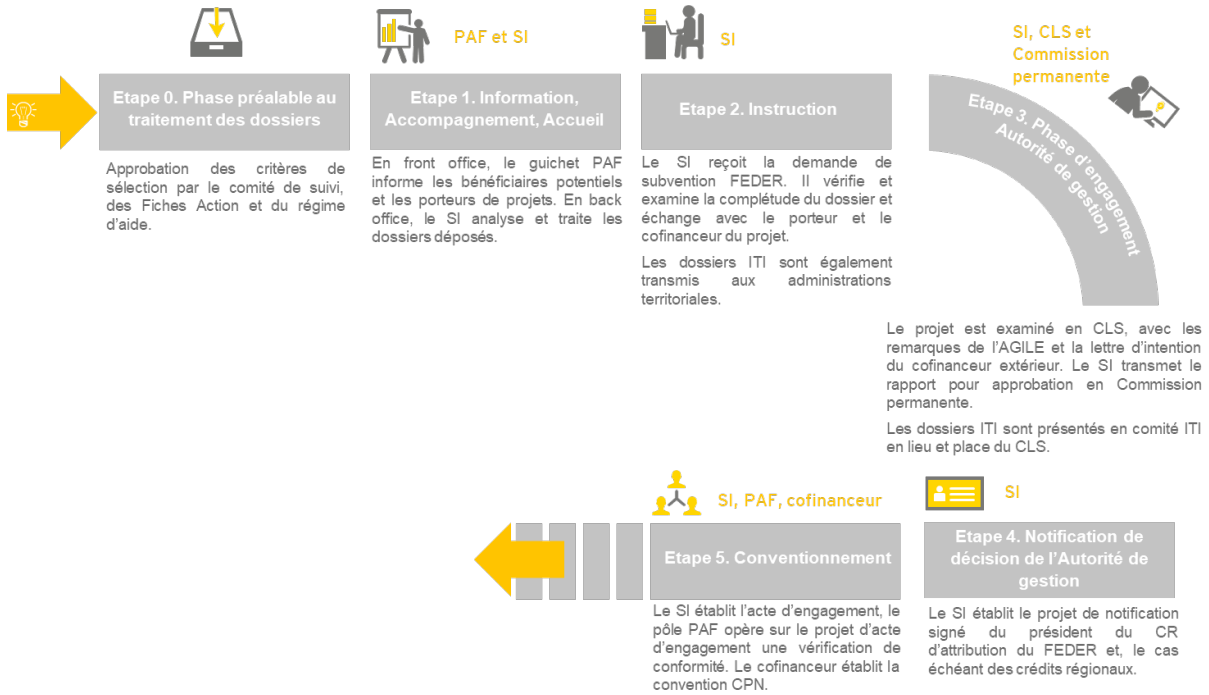 Etape 0. Phase préalable au
traitement des dossiers
Approbation des critères de
sélection par le comité de suivi,
des Fiches Action et du régime
d'aide.
PAF et SI
Etape 1. Information,
Accompagnement, Accueil
En front office, le guichet PAF
informe les bénéficiaires potentiels
et les porteurs de projets. En back
office, le SI analyse et traite les
dossiers déposés.
SI
Etape 2. Instruction
Le SI reçoit la demande de
subvention FEDER. Il vérifie et
examine la complétude du dossier et
échange avec le porteur et le
cofinanceur du projet.
Les dossiers ITI sont également
transmis aux administrations
territoriales.
SI, CLS et
Commission
permanente
Etape 3. Phase d'engagement
Autorité de gestion
Le projet est examiné en CLS, avec les
remarques de l'AGILE et la lettre d'intention
du cofinanceur extérieur. Le SI transmet le
rapport pour approbation en Commission
permanente.
Les dossiers ITI sont présentés en comité ITI
en lieu et place du CLS.
SI
Etape 4. Notification de
décision de l'Autorité de
gestion
Le SI établit le projet de notification
signé du président du CR
d'attribution du FEDER et, le cas
échéant des crédits régionaux.
SI, PAF, cofinanceur
Etape 5. Conventionnement
Le SI établit l'acte d'engagement, le
pôle PAF opère sur le projet d'acte
d'engagement une vérification de
conformité. Le cofinanceur établit la
convention CPN.